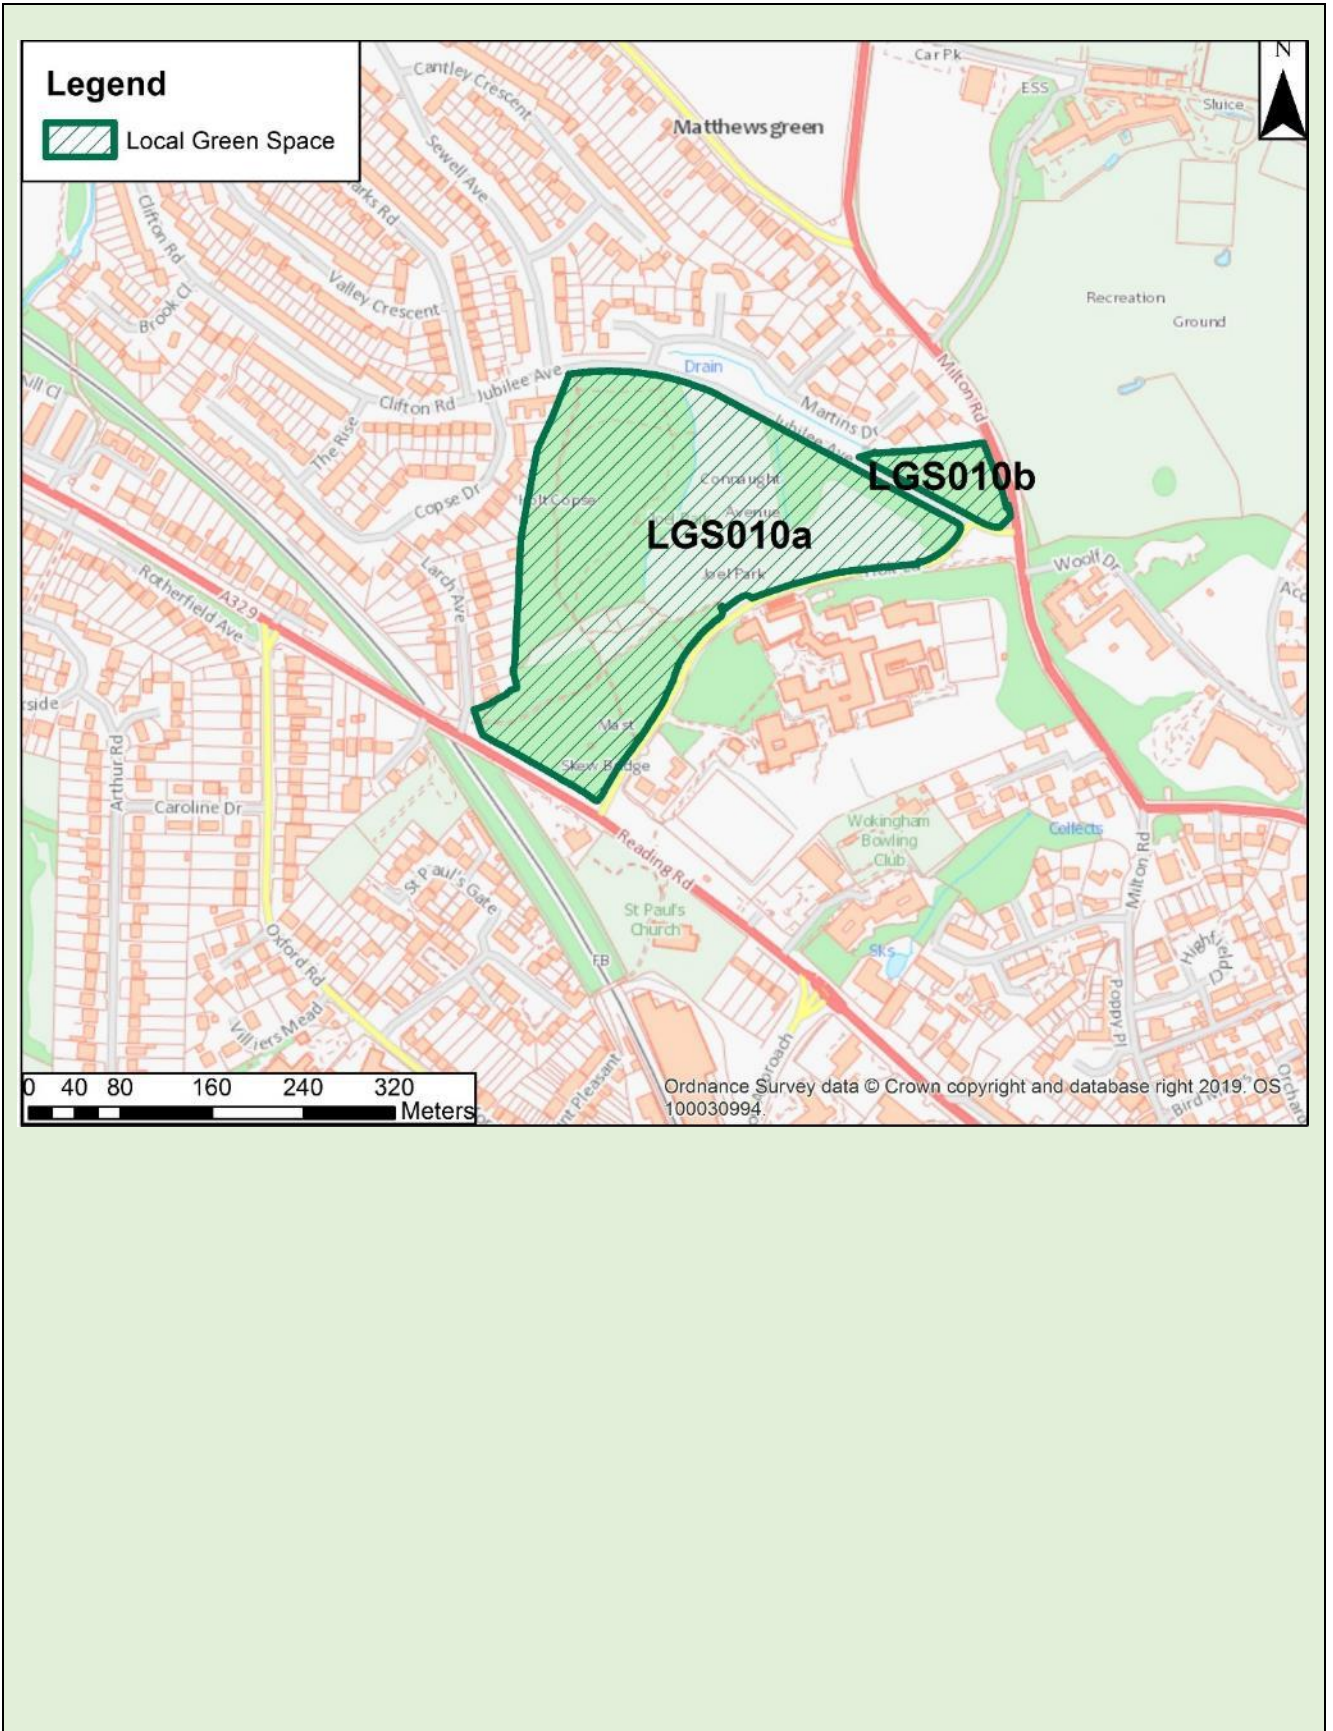 Legend
Local Green Space
N
Car Pk
Cantley Crescent
ESS
Sluice
Matthewsgreen
Sewell Ave
Clifton Rd
Valley Crescent
Brook Cl
Recreation
Ground
Drain
Milton Rd
Jubilee Ave
Clifton Rd
Martins Dr
Jubilee Ave
The Rise
LGS010b
Connaught
Holt Copse
Avenue
Copse Dr
LGS010a
Joel Park
Woolf Dr
Larch Ave
A329
Rotherfield Ave
Mast
Skew Bridge
Arthur Rd
Caroline Dr
Wokingham
Bowling
Club
Collects
Reading Rd
Milton Rd
St Paul's Gate
St Paul's
Church
Sks
Highfield
FB
Oxford Rd
Poppy Pl
Villiers Mead
0 40 80 160 240 320
Meters
Ordnance Survey data © Crown copyright and database right 2019. OS
100030994.
Orchard